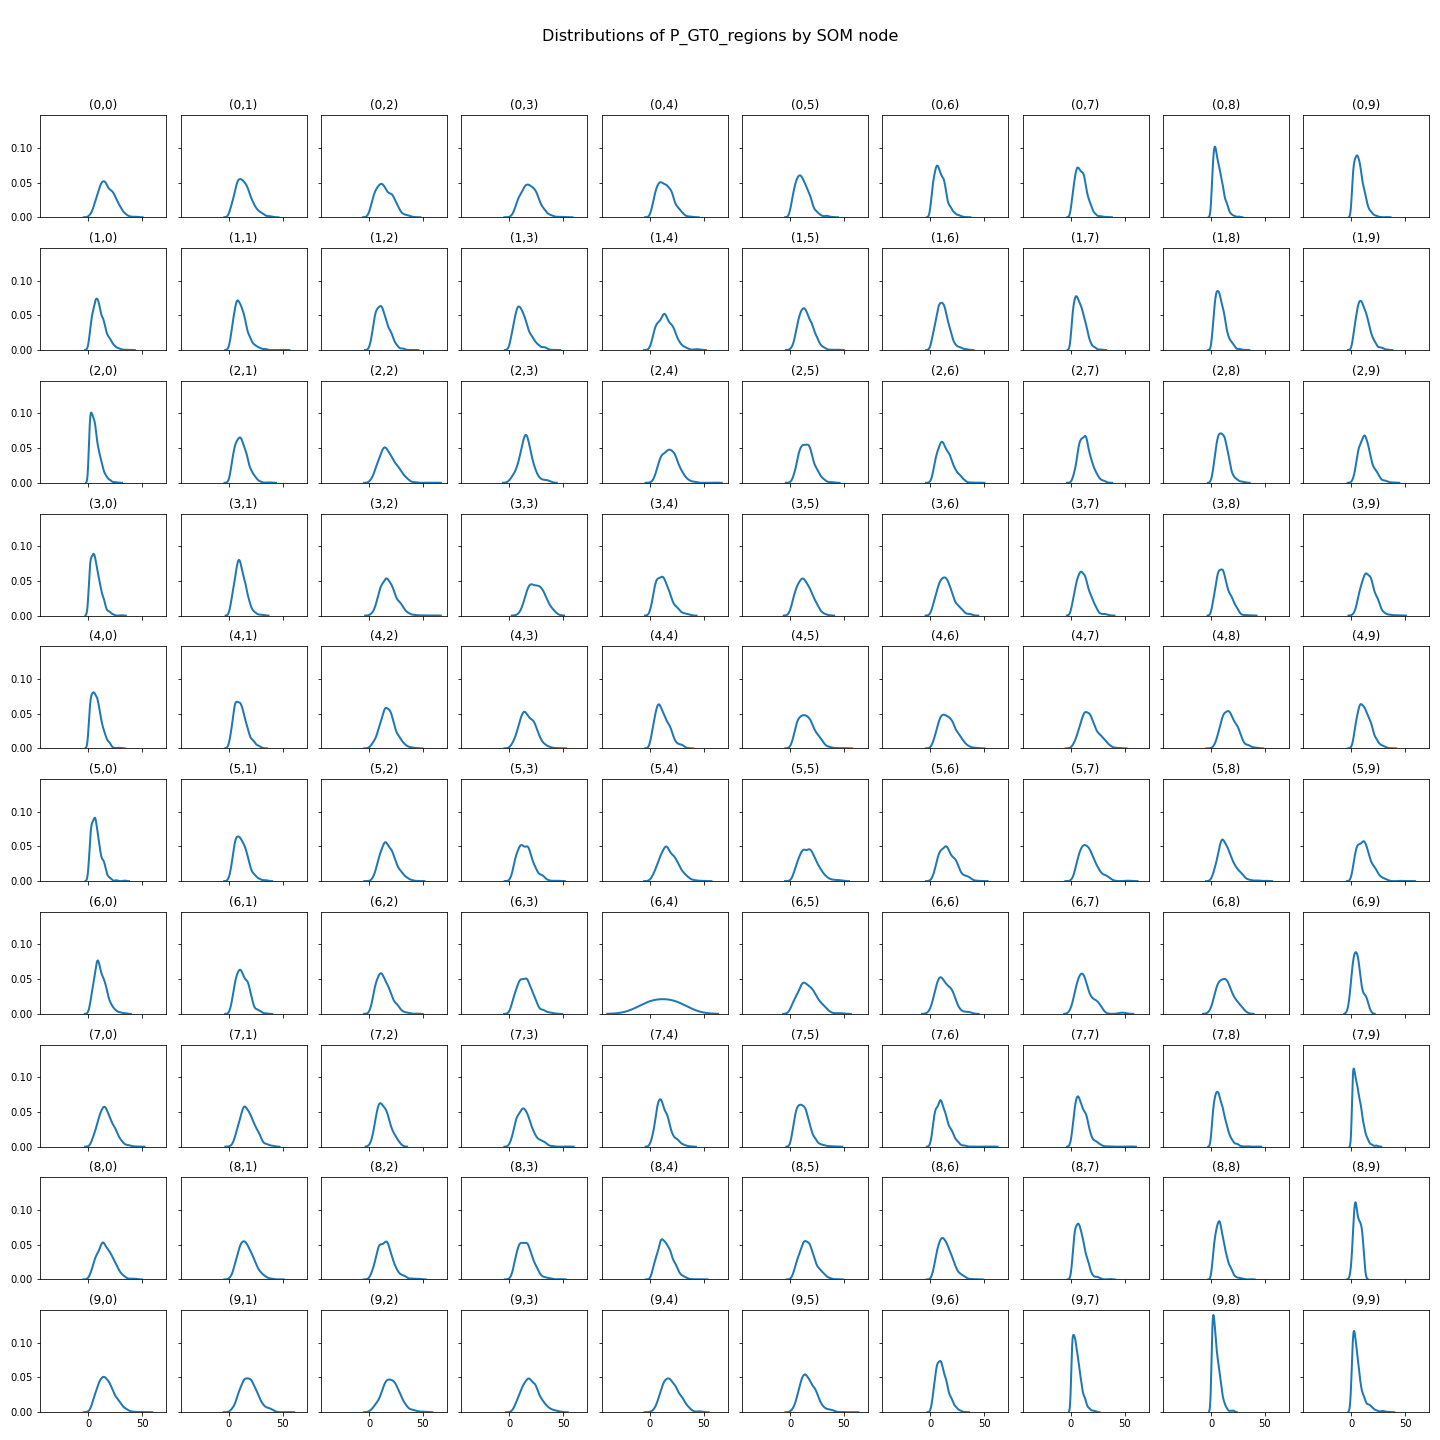 Distributions of P_GT0_regions by SOM node
(0,0) (0,1) (0,2) (0,3) (0,4) (0,5) (0,6) (0,7) (0,8) (0,9)
0.10
0.05
0.00
(1,0) (1,1) (1,2) (1,3) (1,4) (1,5) (1,6) (1,7) (1,8) (1,9)
0.10
0.05
0.00
(2,0) (2,1) (2,2) (2,3) (2,4) (2,5) (2,6) (2,7) (2,8) (2,9)
0.10
0.05
0.00
(3,0) (3,1) (3,2) (3,3) (3,4) (3,5) (3,6) (3,7) (3,8) (3,9)
0.10
0.05
0.00
(4,0) (4,1) (4,2) (4,3) (4,4) (4,5) (4,6) (4,7) (4,8) (4,9)
0.10
0.05
0.00
(5,0) (5,1) (5,2) (5,3) (5,4) (5,5) (5,6) (5,7) (5,8) (5,9)
0.10
0.05
0.00
(6,0) (6,1) (6,2) (6,3) (6,4) (6,5) (6,6) (6,7) (6,8) (6,9)
0.10
0.05
0.00
(7,0) (7,1) (7,2) (7,3) (7,4) (7,5) (7,6) (7,7) (7,8) (7,9)
0.10
0.05
0.00
(8,0) (8,1) (8,2) (8,3) (8,4) (8,5) (8,6) (8,7) (8,8) (8,9)
0.10
0.05
0.00
(9,0) (9,1) (9,2) (9,3) (9,4) (9,5) (9,6) (9,7) (9,8) (9,9)
0.10
0.05
0.00
0 50 0 50 0 50 0 50 0 50 0 50 0 50 0 50 0 50 0 50